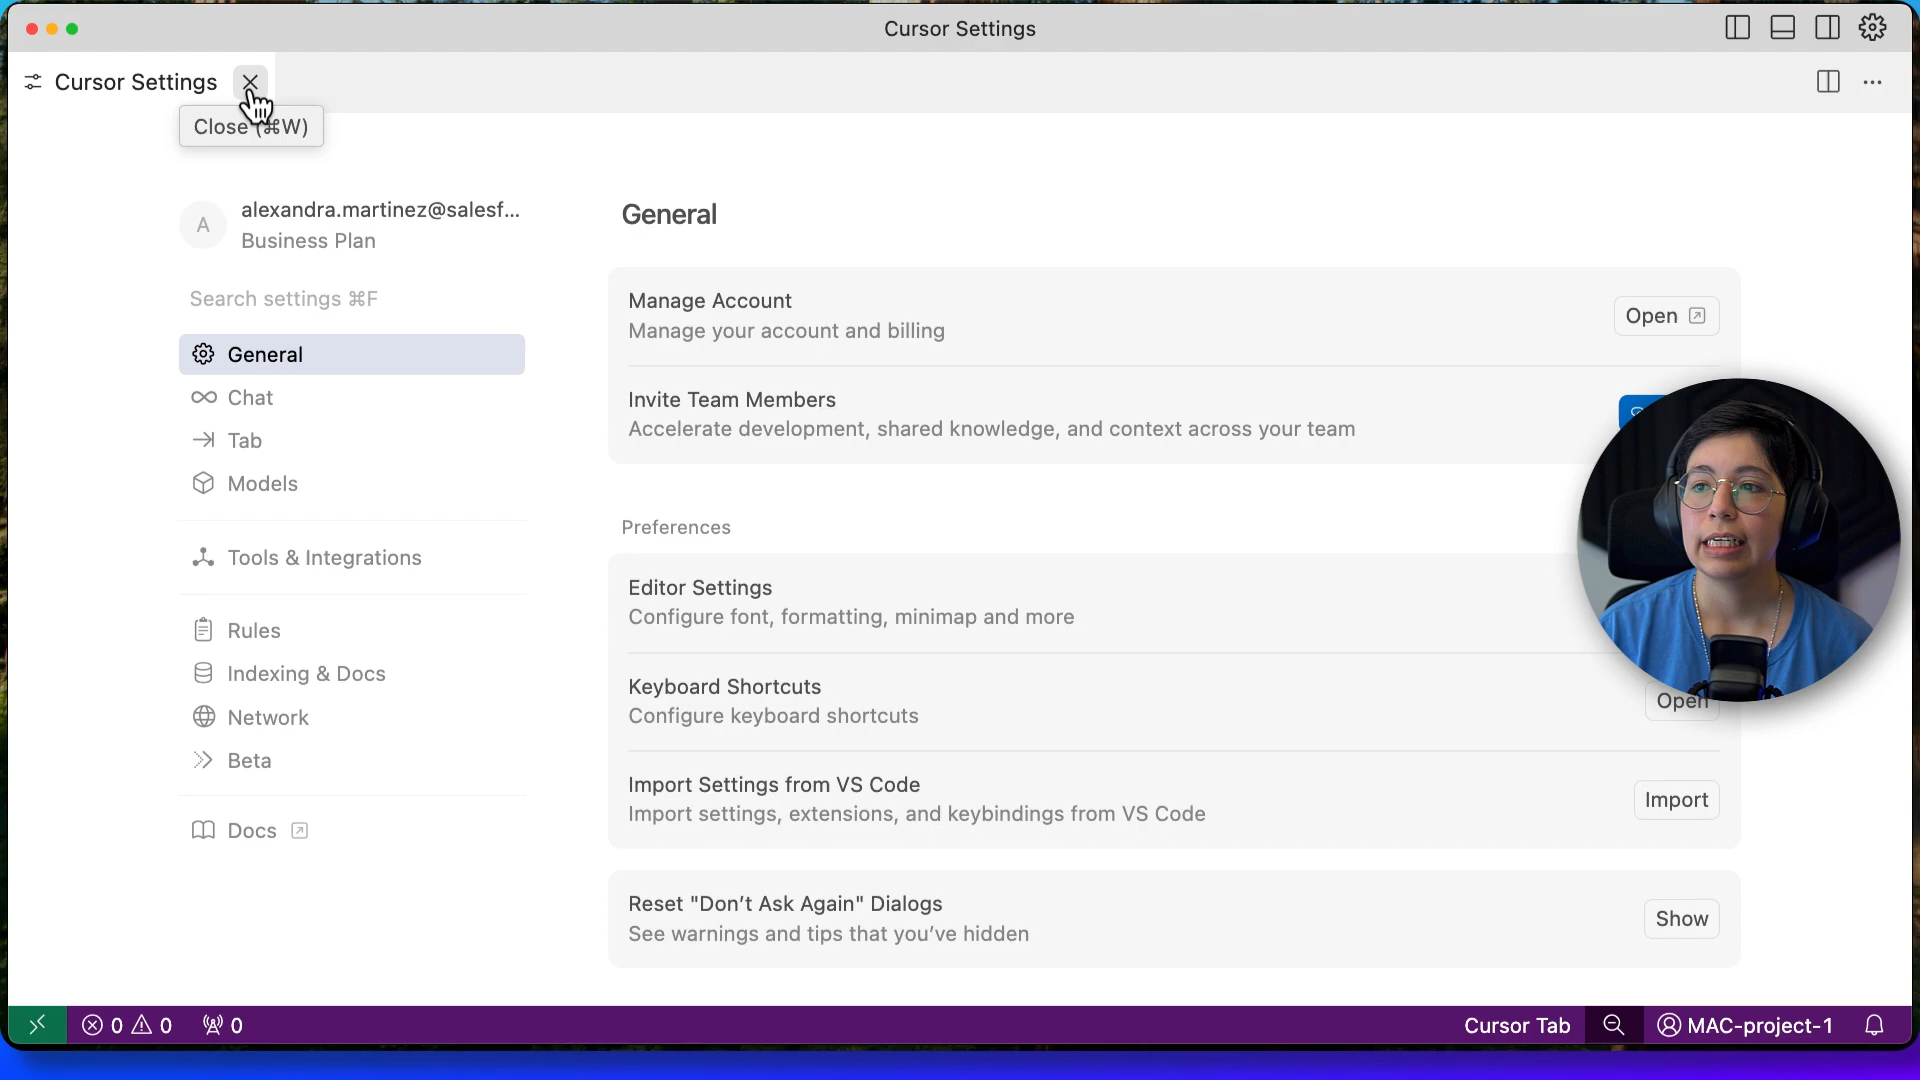 Cursor Settings
Cursor Settings
Close (⌘W)
A
alexandra.martinez@salesf...
Business Plan
Search settings ⌘F
General
Chat
Tab
Models
Tools & Integrations
Rules
Indexing & Docs
Network
Beta
Docs
General
Manage Account
Manage your account and billing
Open
Invite Team Members
Accelerate development, shared knowledge, and context across your team
Preferences
Editor Settings
Configure font, formatting, minimap and more
Keyboard Shortcuts
Configure keyboard shortcuts
Open
Import Settings from VS Code
Import settings, extensions, and keybindings from VS Code
Import
Reset "Don't Ask Again" Dialogs
See warnings and tips that you've hidden
Show
0 0 0
Cursor Tab
MAC-project-1